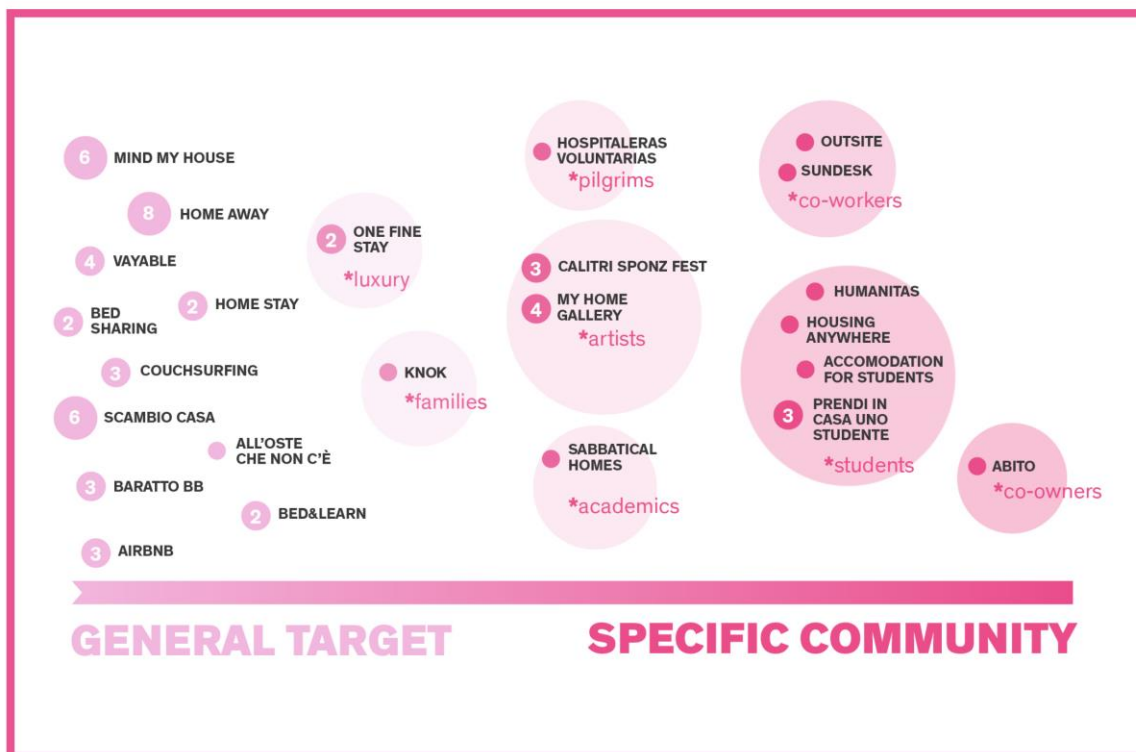 6 MIND MY HOUSE
8 HOME AWAY
4 VAYABLE
2 HOME STAY
2 BED
SHARING
3 COUCHSURFING
6 SCAMBIO CASA
ALL'OSTE
CHE NON C'È
3 BARATTO BB
2 BED&LEARN
3 AIRBNB
2 ONE FINE
STAY
*luxury
KNOK
*families
HOSPITALERAS
VOLUNTARIAS
*pilgrims
3 CALITRI SPONZ FEST
4 MY HOME
GALLERY
*artists
SABBATICAL
HOMES
*academics
OUTSITE
SUNDESK
*co-workers
HUMANITAS
HOUSING
ANYWHERE
ACCOMODATION
FOR STUDENTS
3 PRENDI IN
CASA UNO
STUDENTE
*students
ABITO
*co-owners
GENERAL TARGET
SPECIFIC COMMUNITY